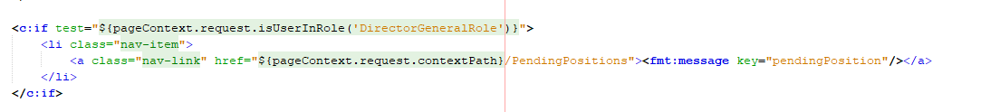 <c:if test="${pageContext.request.isUserInRole('DirectorGeneralRole')}">
<li class="nav-item">
<a class="nav-link" href="${pageContext.request.contextPath}/PendingPositions"><fmt:message key="pendingPosition"/></a>
</li>
</c:if>